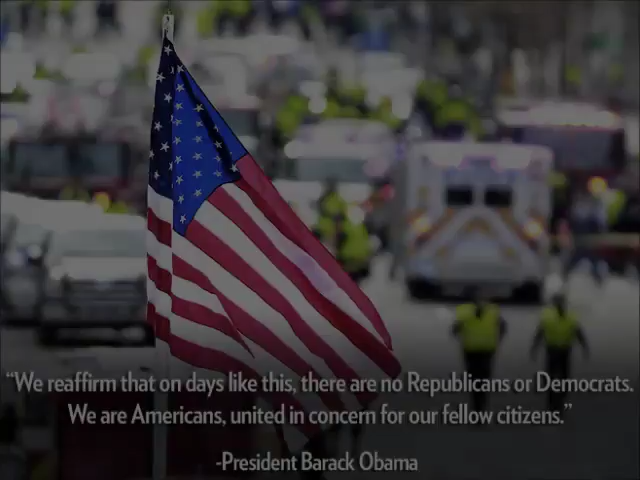 “We reaffirm that on days like this, there are no Republicans or Democrats.
We are Americans, united in concern for our fellow citizens.”
-President Barack Obama